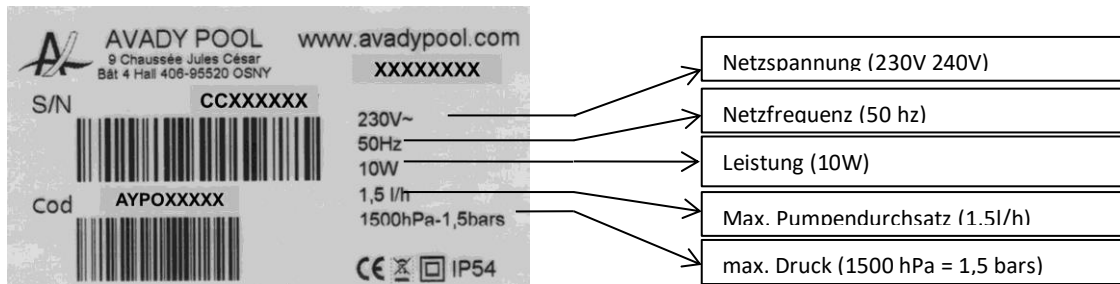 AVADY POOL
9 Chaussée Jules César
Bât 4 Hall 406-95520 OSNY
www.avadypool.com
XXXXXXXX
S/N
CCXXXXXX
Cod
AYPOXXXXX
230V~
50Hz
10W
1,5 l/h
1500hPa-1,5bars
CE
IP54
Netzspannung (230V 240V)
Netzfrequenz (50 hz)
Leistung (10W)
Max. Pumpendurchsatz (1.5l/h)
max. Druck (1500 hPa = 1,5 bars)